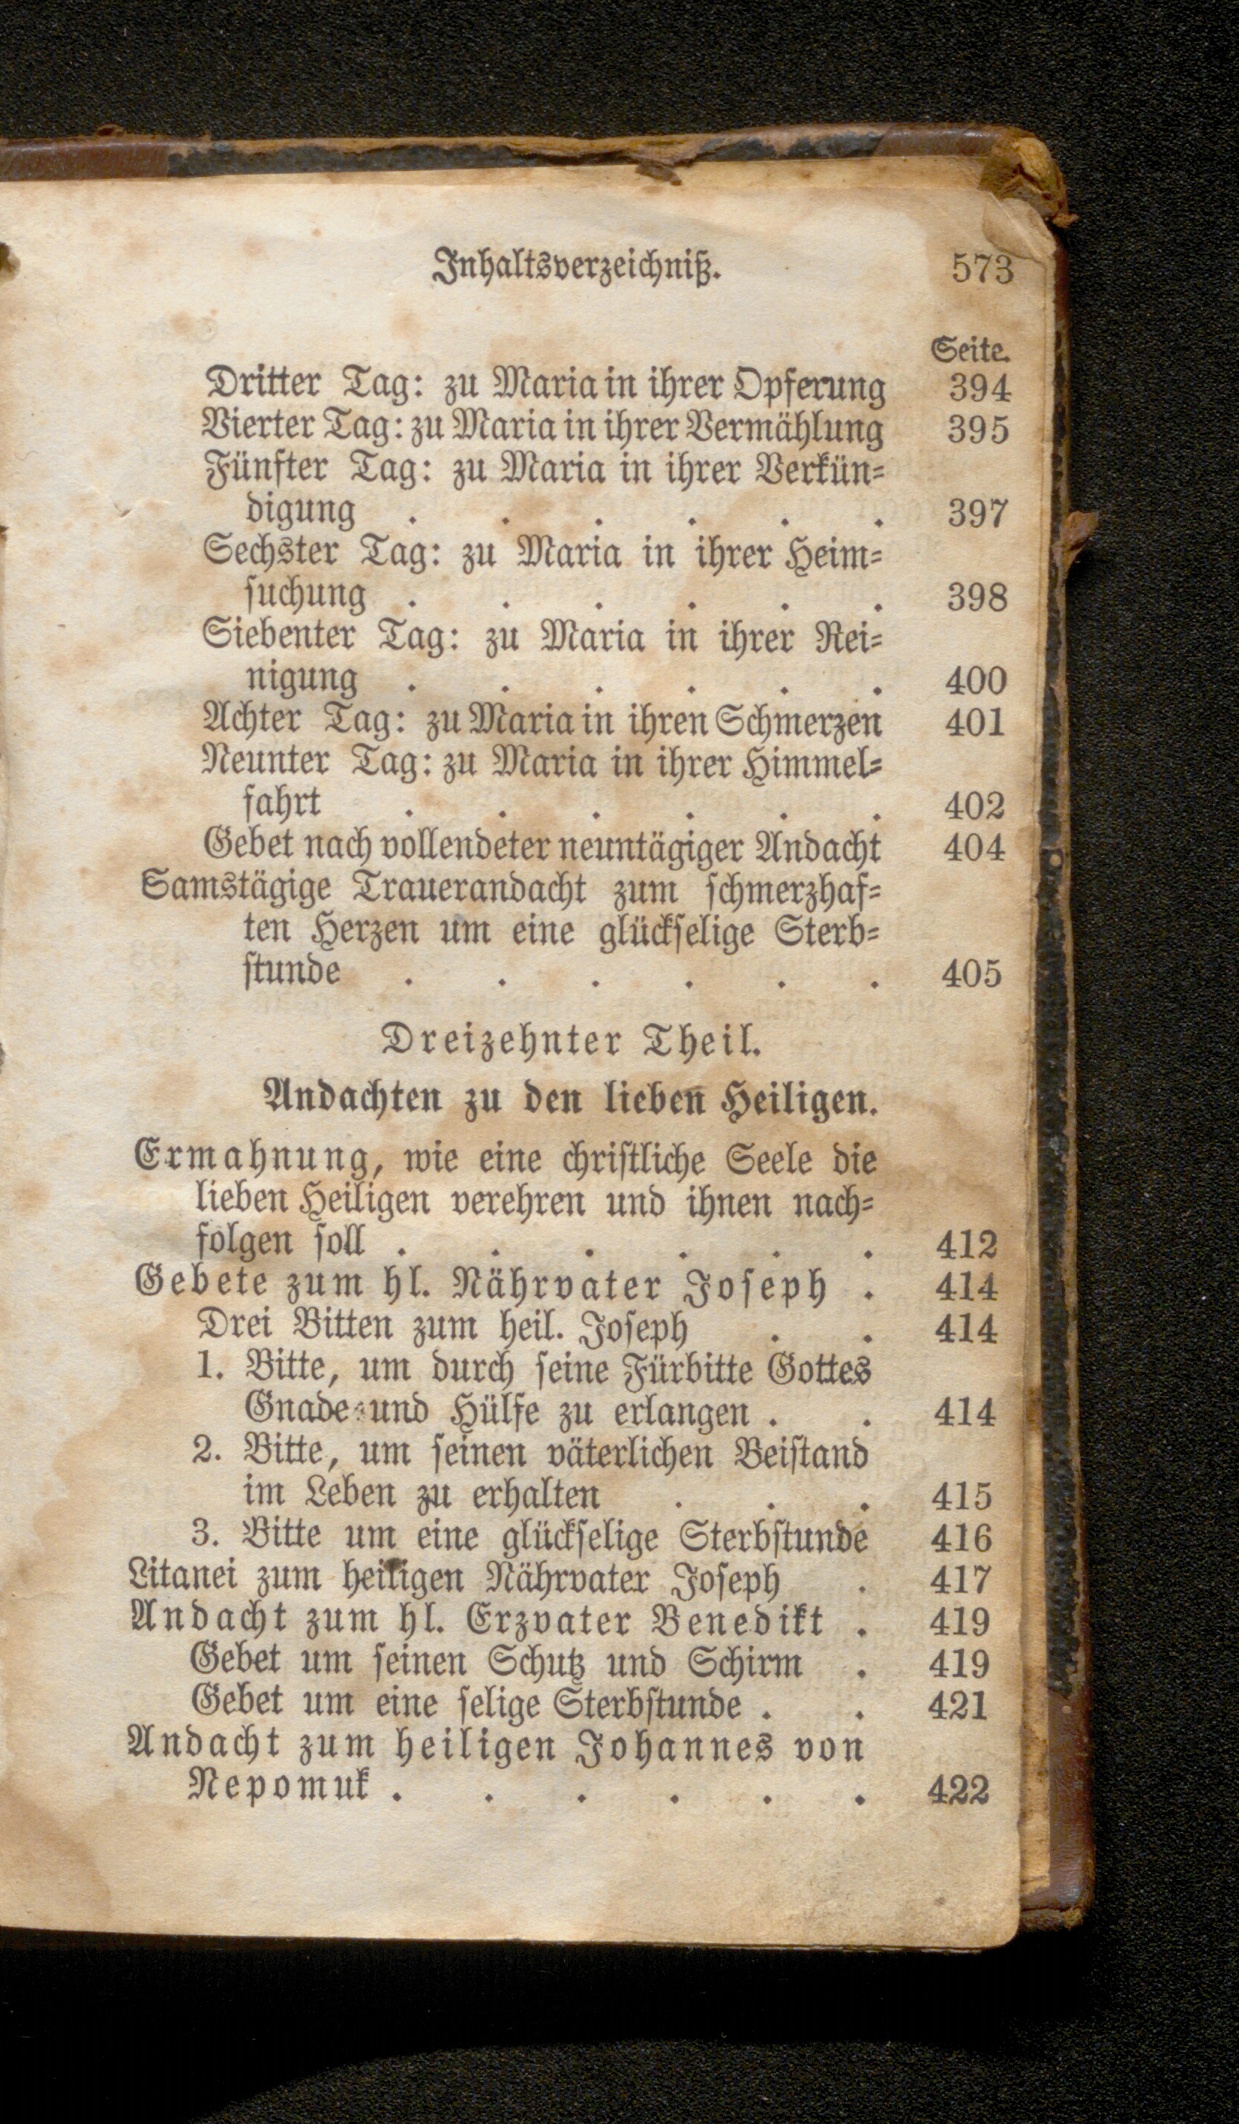 Inhaltsverzeichniß. 573
Seite.
Dritter Tag: zu Maria in ihrer Opferung 394
Vierter Tag: zu Maria in ihrer Vermählung 395
Fünfter Tag: zu Maria in ihrer Verkün-
digung . . . . . . 397
Sechster Tag: zu Maria in ihrer Heim-
suchung . . . . . . 398
Siebenter Tag: zu Maria in ihrer Rei-
nigung . . . . . . 400
Achter Tag: zu Maria in ihren Schmerzen 401
Neunter Tag: zu Maria in ihrer Himmel-
fahrt . . . . . . 402
Gebet nach vollendeter neuntägiger Andacht 404
Samstägige Trauerandacht zum schmerzhaf-
ten Herzen um eine glückselige Sterb-
stunde . . . . . . 405
Dreizehnter Theil.
Andachten zu den lieben Heiligen.
Ermahnung, wie eine christliche Seele die
lieben Heiligen verehren und ihnen nach-
folgen soll . . . . . . 412
Gebete zum hl. Nährvater Joseph . 414
Drei Bitten zum heil. Joseph . . 414
1. Bitte, um durch seine Fürbitte Gottes
Gnade und Hülfe zu erlangen . . 414
2. Bitte, um seinen väterlichen Beistand
im Leben zu erhalten . . . 415
3. Bitte um eine glückselige Sterbstunde 416
Litanei zum heiligen Nährvater Joseph . 417
Andacht zum hl. Erzvater Benedikt . 419
Gebet um seinen Schutz und Schirm . 419
Gebet um eine selige Sterbstunde . . 421
Andacht zum heiligen Johannes von
Nepomuk . . . . . . 422